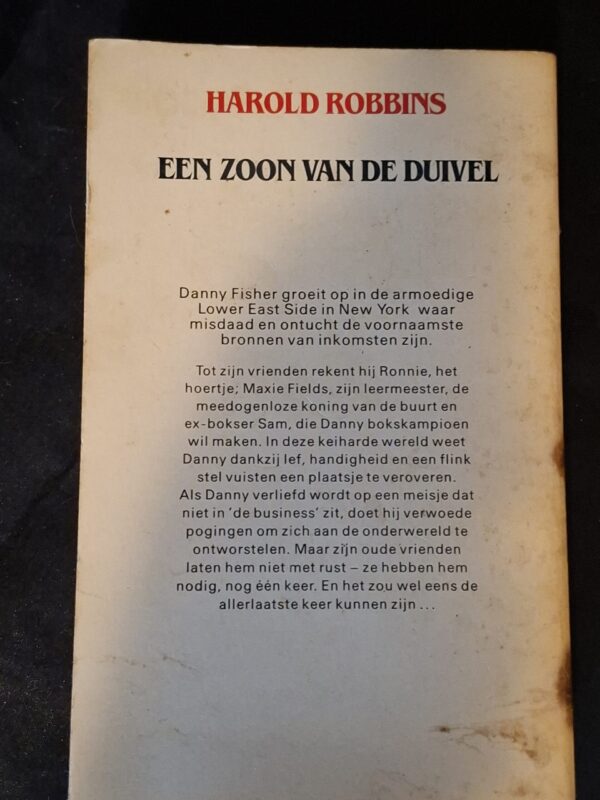 HAROLD ROBBINS
EEN ZOON VAN DE DUIVEL
Danny Fisher groeit op in de armoedige
Lower East Side in New York waar
misdaad en ontucht de voornaamste
bronnen van inkomsten zijn.
Tot zijn vrienden rekent hij Ronnie, het
hoertje; Maxie Fields, zijn leermeester, de
meedogenloze koning van de buurt en
ex-bokser Sam, die Danny bokskampioen
wil maken. In deze keiharde wereld weet
Danny dankzij lef, handigheid en een flink
stel vuisten een plaatsje te veroveren.
Als Danny verliefd wordt op een meisje dat
niet in 'de business' zit, doet hij verwoede
pogingen om zich aan de onderwereld te
ontworstelen. Maar zijn oude vrienden
laten hem niet met rust – ze hebben hem
nodig, nog één keer. En het zou wel eens de
allerlaatste keer kunnen zijn ...